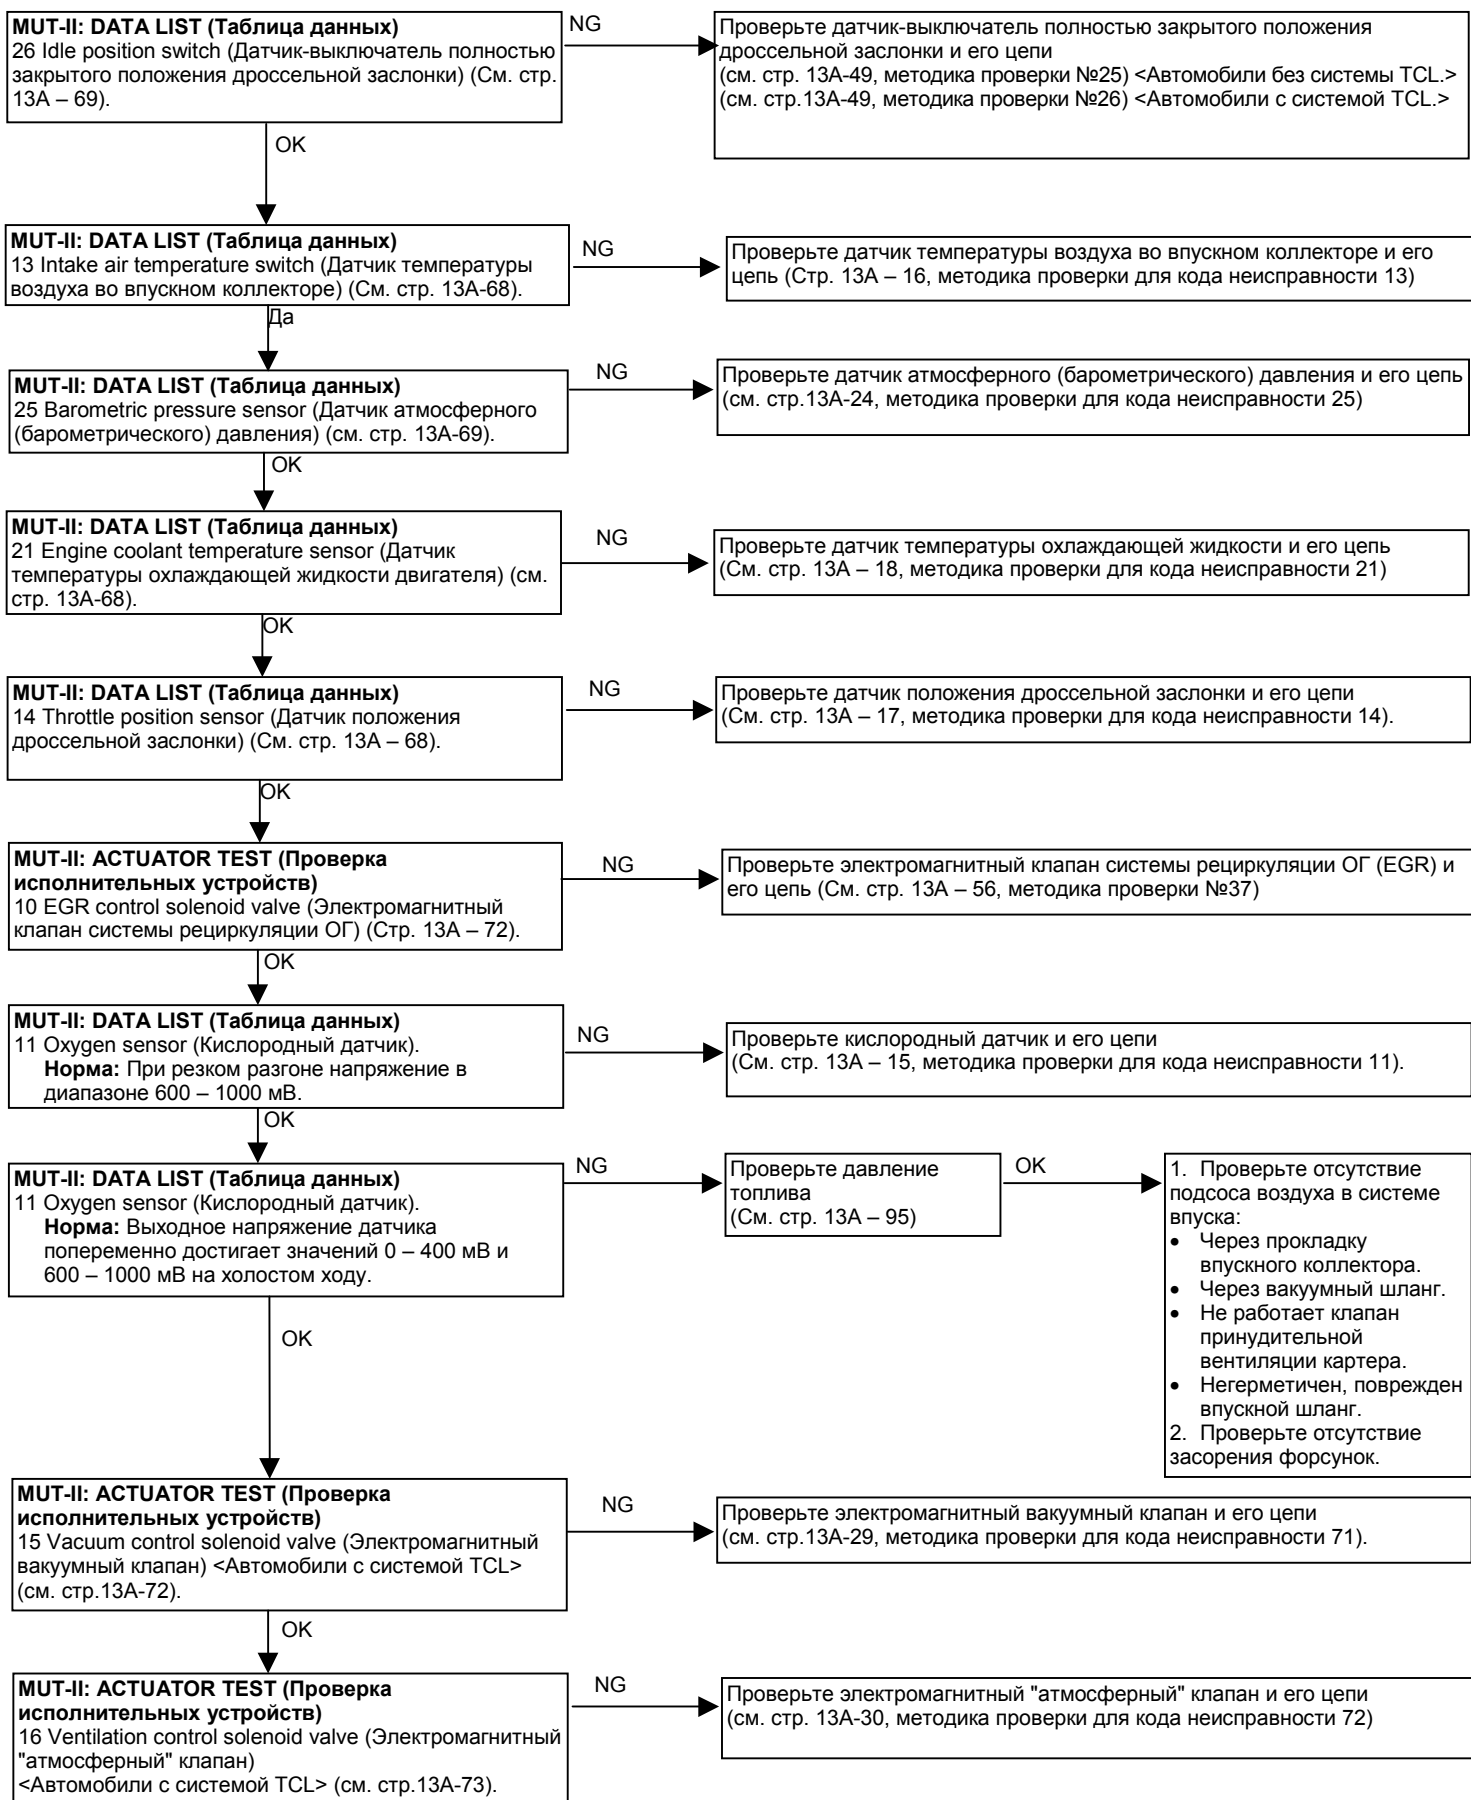 MUT-II: DATA LIST (Таблица данных)
26 Idle position switch (Датчик-выключатель полностью
закрытого положения дроссельной заслонки) (См. стр.
13А – 69).
NG
Проверьте датчик-выключатель полностью закрытого положения
дроссельной заслонки и его цепи
(см. стр. 13А-49, методика проверки №25) <Автомобили без системы TCL.>
(см. стр.13А-49, методика проверки №26) <Автомобили с системой TCL.>
OK
MUT-II: DATA LIST (Таблица данных)
13 Intake air temperature switch (Датчик температуры
воздуха во впускном коллекторе) (См. стр. 13А-68).
NG
Проверьте датчик температуры воздуха во впускном коллекторе и его
цепь (Стр. 13А – 16, методика проверки для кода неисправности 13)
Да
MUT-II: DATA LIST (Таблица данных)
25 Barometric pressure sensor (Датчик атмосферного
(барометрического) давления) (см. стр. 13А-69).
NG
Проверьте датчик атмосферного (барометрического) давления и его цепь
(см. стр.13А-24, методика проверки для кода неисправности 25)
OK
MUT-II: DATA LIST (Таблица данных)
21 Engine coolant temperature sensor (Датчик
температуры охлаждающей жидкости двигателя) (см.
стр. 13А-68).
NG
Проверьте датчик температуры охлаждающей жидкости и его цепь
(См. стр. 13А – 18, методика проверки для кода неисправности 21)
OK
MUT-II: DATA LIST (Таблица данных)
14 Throttle position sensor (Датчик положения
дроссельной заслонки) (См. стр. 13А – 68).
NG
Проверьте датчик положения дроссельной заслонки и его цепи
(См. стр. 13А – 17, методика проверки для кода неисправности 14).
OK
MUT-II: ACTUATOR TEST (Проверка
исполнительных устройств)
10 EGR control solenoid valve (Электромагнитный
клапан системы рециркуляции ОГ) (Стр. 13А – 72).
NG
Проверьте электромагнитный клапан системы рециркуляции ОГ (EGR) и
его цепь (См. стр. 13А – 56, методика проверки №37)
OK
MUT-II: DATA LIST (Таблица данных)
11 Oxygen sensor (Кислородный датчик).
Норма: При резком разгоне напряжение в
диапазоне 600 – 1000 мВ.
NG
Проверьте кислородный датчик и его цепи
(См. стр. 13А – 15, методика проверки для кода неисправности 11).
OK
MUT-II: DATA LIST (Таблица данных)
11 Oxygen sensor (Кислородный датчик).
Норма: Выходное напряжение датчика
попеременно достигает значений 0 – 400 мВ и
600 – 1000 мВ на холостом ходу.
NG
Проверьте давление
топлива
(См. стр. 13А – 95)
OK
1. Проверьте отсутствие
подсоса воздуха в системе
впуска:
• Через прокладку
впускного коллектора.
• Через вакуумный шланг.
• Не работает клапан
принудительной
вентиляции картера.
• Негерметичен, поврежден
впускной шланг.
2. Проверьте отсутствие
засорения форсунок.
OK
MUT-II: ACTUATOR TEST (Проверка
исполнительных устройств)
15 Vacuum control solenoid valve (Электромагнитный
вакуумный клапан) <Автомобили с системой TCL>
(см. стр.13А-72).
NG
Проверьте электромагнитный вакуумный клапан и его цепи
(см. стр.13А-29, методика проверки для кода неисправности 71).
OK
MUT-II: ACTUATOR TEST (Проверка
исполнительных устройств)
16 Ventilation control solenoid valve (Электромагнитный
"атмосферный" клапан)
<Автомобили с системой TCL> (см. стр.13А-73).
NG
Проверьте электромагнитный "атмосферный" клапан и его цепи
(см. стр. 13А-30, методика проверки для кода неисправности 72)